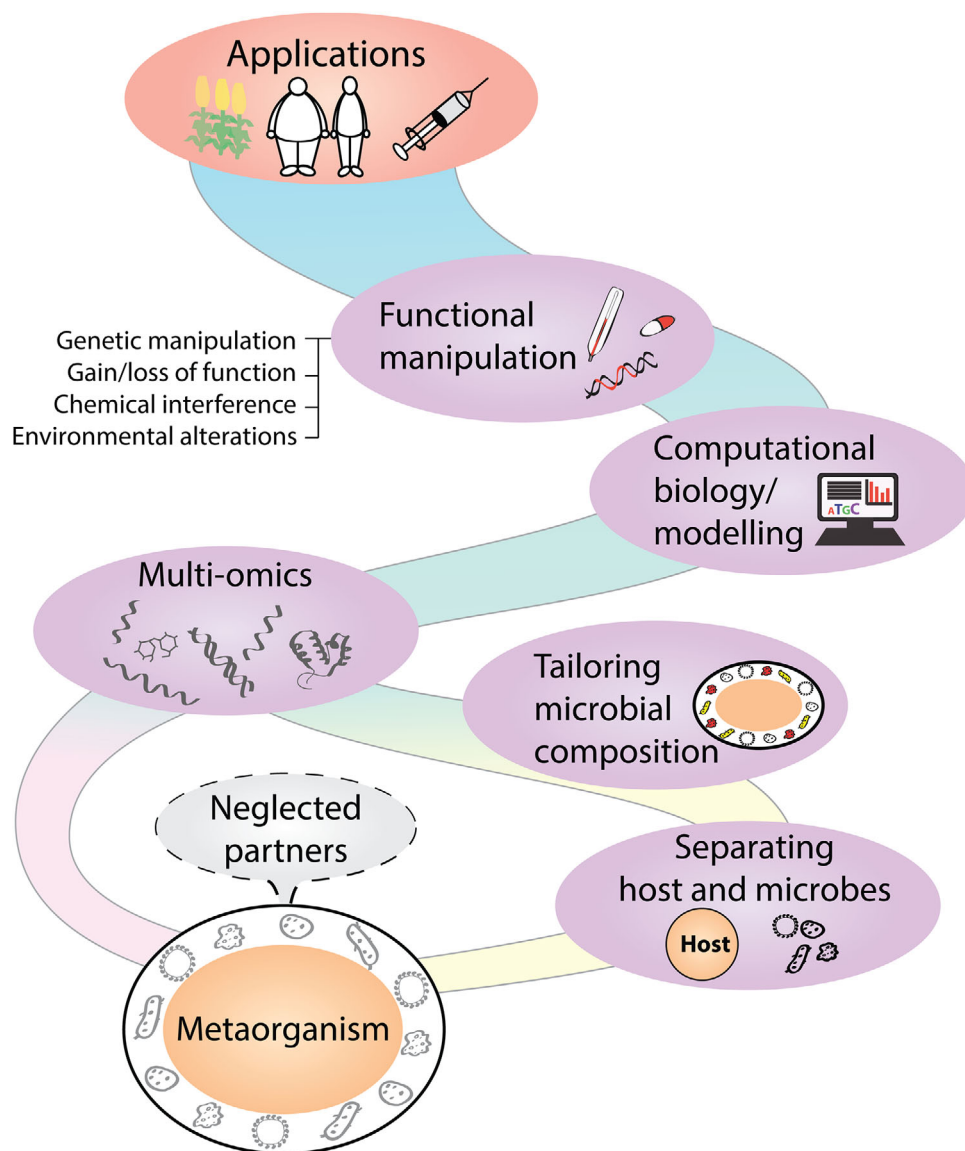 Applications
Functional
manipulation
Genetic manipulation
Gain/loss of function
Chemical interference
Environmental alterations
Computational
biology/
modelling
ATGC
Multi-omics
Tailoring
microbial
composition
Neglected
partners
Separating
host and microbes
Host
Metaorganism